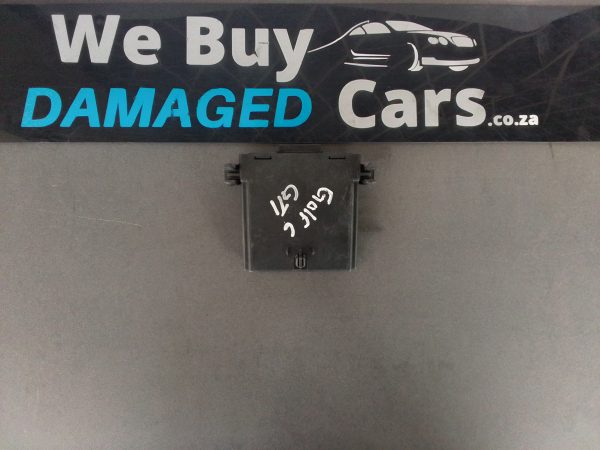 We Buy
DAMAGED Cars.co.za
Golf 6
GTI